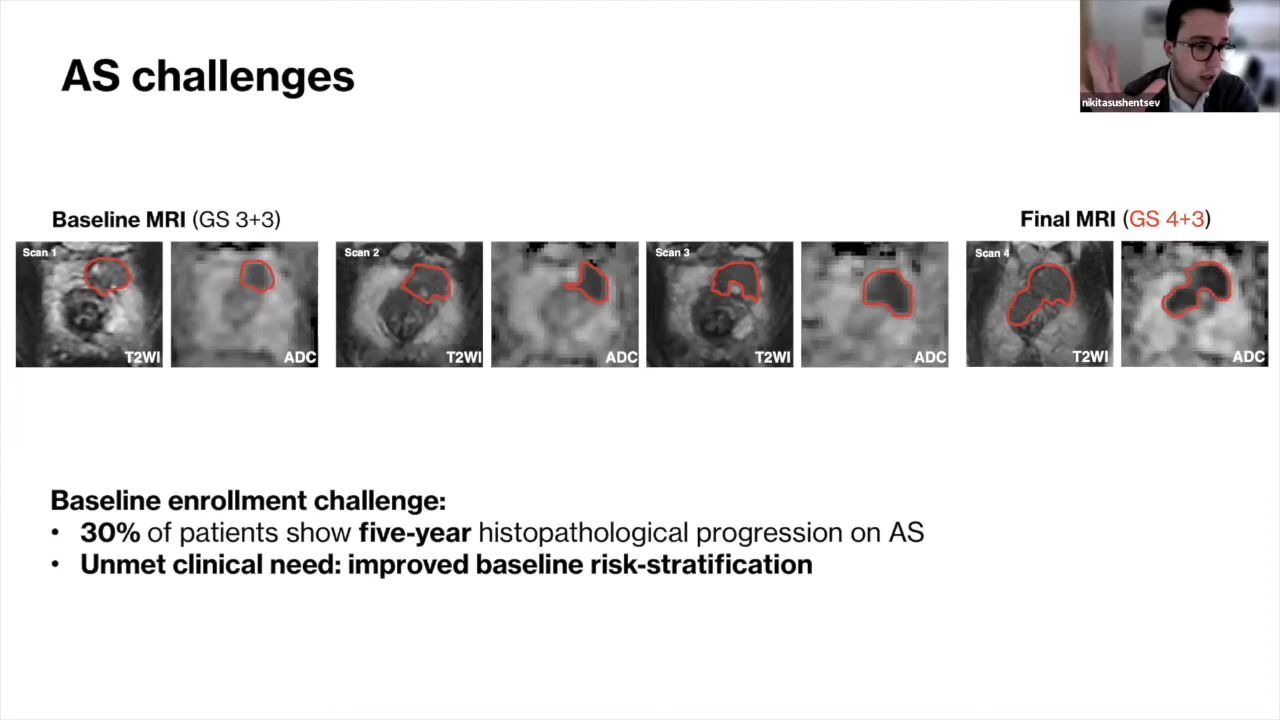 AS challenges
nikitasushentsev
Baseline MRI (GS 3+3)
Final MRI (GS 4+3)
Scan 1
T2WI
ADC
Scan 2
T2WI
ADC
Scan 3
T2WI
ADC
Scan 4
T2WI
ADC
Baseline enrollment challenge:
• 30% of patients show five-year histopathological progression on AS
• Unmet clinical need: improved baseline risk-stratification